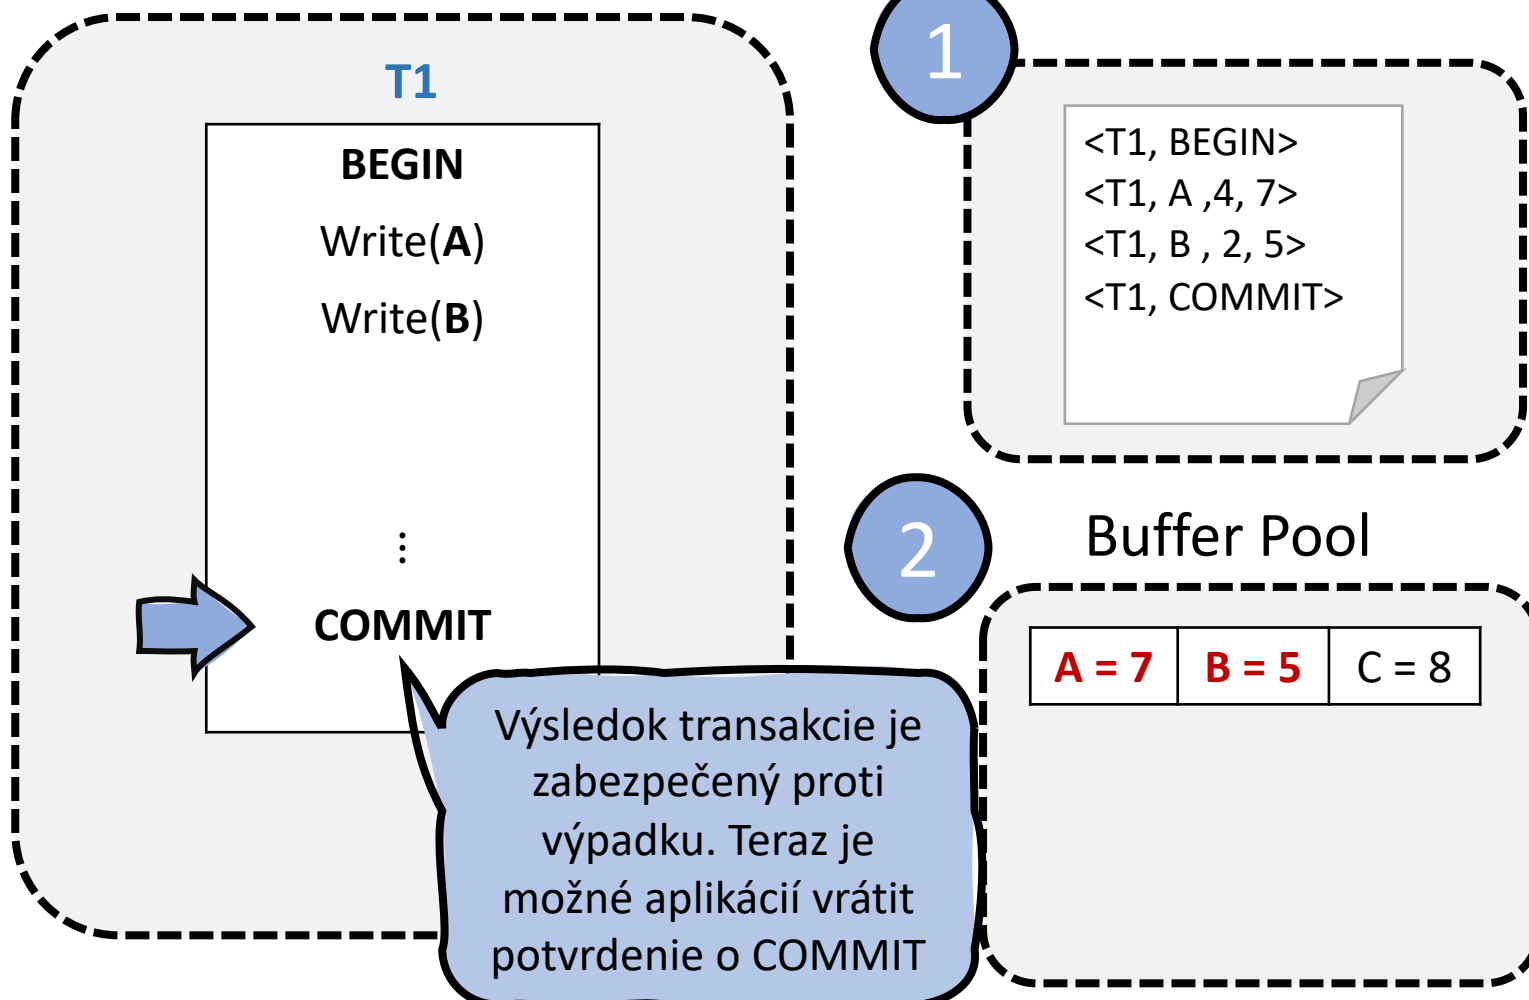 T1
BEGIN
Write(A)
Write(B)
⋮
COMMIT
Výsledok transakcie je
zabezpečený proti
výpadku. Teraz je
možné aplikácií vrátit
potvrdenie o COMMIT
1
<T1, BEGIN>
<T1, A ,4, 7>
<T1, B , 2, 5>
<T1, COMMIT>
2
Buffer Pool
A = 7 B = 5 C = 8